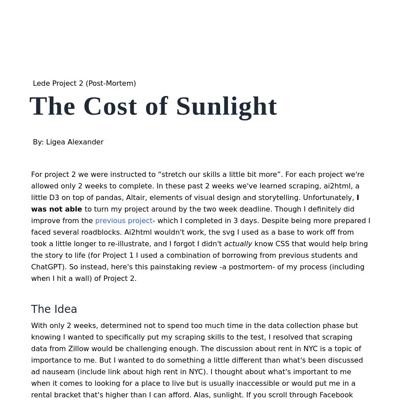 Lede Project 2 (Post-Mortem)
The Cost of Sunlight
By: Ligea Alexander
For project 2 we were instructed to “stretch our skills a little bit more”. For each project we're
allowed only 2 weeks to complete. In these past 2 weeks we've learned scraping, ai2html, a
little D3 on top of pandas, Altair, elements of visual design and storytelling. Unfortunately, I
was not able to turn my project around by the two week deadline. Though I definitely did
improve from the previous project- which I completed in 3 days. Despite being more prepared I
faced several roadblocks. Ai2html wouldn't work, the svg I used as a base to work off from
took a little longer to re-illustrate, and I forgot I didn't actually know CSS that would help bring
the story to life (for Project 1 I used a combination of borrowing from previous students and
ChatGPT). So instead, here's this painstaking review -a postmortem- of my process (including
when I hit a wall) of Project 2.
The Idea
With only 2 weeks, determined not to spend too much time in the data collection phase but
knowing I wanted to specifically put my scraping skills to the test, I resolved that scraping
data from Zillow would be challenging enough. The discussion about rent in NYC is a topic of
importance to me. But I wanted to do something a little different than what's been discussed
ad nauseam (include link about high rent in NYC). I thought about what's important to me
when it comes to looking for a place to live but is usually inaccessible or would put me in a
rental bracket that's higher than I can afford. Alas, sunlight. If you scroll through Facebook